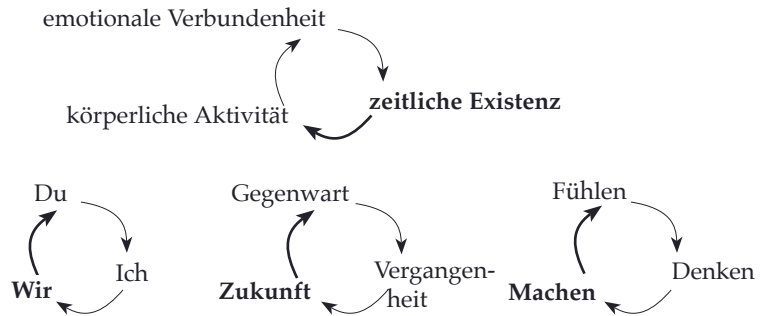 emotionale Verbundenheit
zeitliche Existenz
körperliche Aktivität
Du
Ich
Wir
Gegenwart
Vergangen-
heit
Zukunft
Fühlen
Denken
Machen